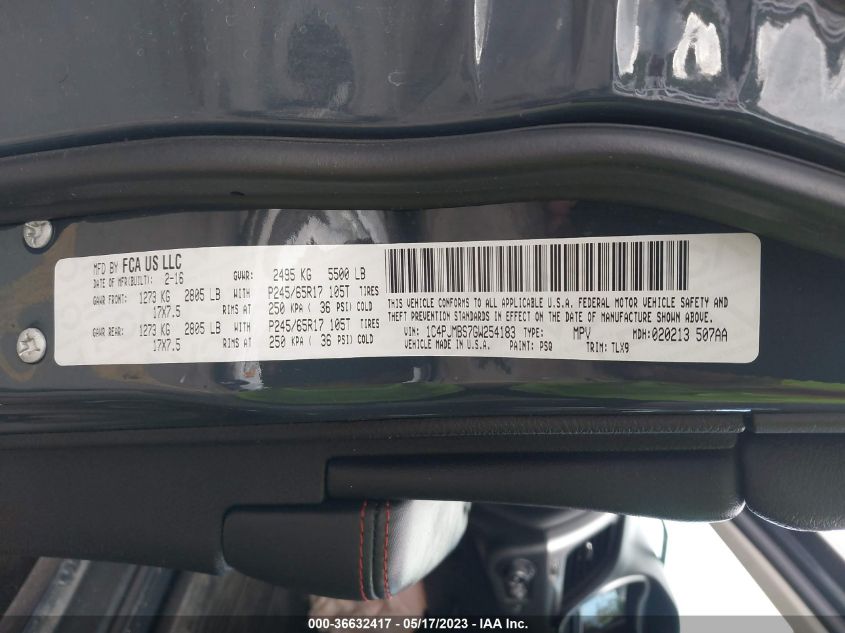 MFD BY FCA US LLC
DATE OF MFR(BUILT): 2-16
GVWR: 2495 KG 5500 LB
GAWR FRONT: 1273 KG 2805 LB WITH P245/65R17 105T TIRES
17X7.5 RIMS AT 250 KPA ( 36 PSI) COLD
GAWR REAR: 1273 KG 2805 LB WITH P245/65R17 105T TIRES
17X7.5 RIMS AT 250 KPA ( 36 PSI) COLD
THIS VEHICLE CONFORMS TO ALL APPLICABLE U.S.A. FEDERAL MOTOR VEHICLE SAFETY AND
THEFT PREVENTION STANDARDS IN EFFECT ON THE DATE OF MANUFACTURE SHOWN ABOVE.
VIN: 1C4PJMBS7GW254183 TYPE: MPV MDH: 020213 507AA
VEHICLE MADE IN U.S.A. PAINT: PSQ TRIM: TLX9
000-36632417 - 05/17/2023 - IAA Inc.